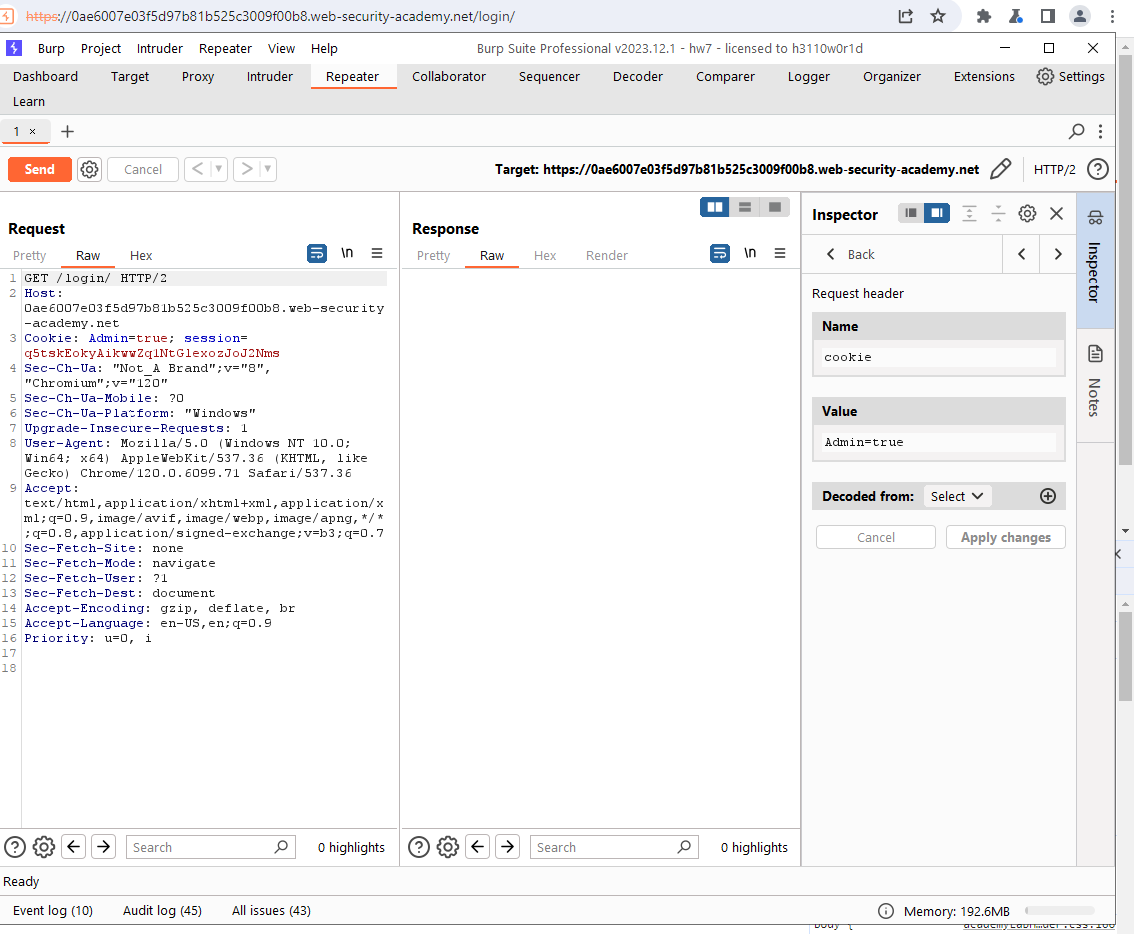 https://0ae6007e03f5d97b81b525c3009f00b8.web-security-academy.net/login/
Burp Project Intruder Repeater View Help Burp Suite Professional v2023.12.1 - hw7 - licensed to h3110w0r1d
Dashboard Target Proxy Intruder Repeater Collaborator Sequencer Decoder Comparer Logger Organizer Extensions Settings
Learn
1 ×
Send Cancel Target: https://0ae6007e03f5d97b81b525c3009f00b8.web-security-academy.net HTTP/2
Request
Pretty Raw Hex \n
1 GET /login/ HTTP/2
2 Host:
0ae6007e03f5d97b81b525c3009f00b8.web-security
-academy.net
3 Cookie: Admin=true; session=
q5tskEokyAikwwZqlNtGlexozJoJ2Nms
4 Sec-Ch-Ua: "Not_A Brand";v="8",
"Chromium";v="120"
5 Sec-Ch-Ua-Mobile: ?0
6 Sec-Ch-Ua-Platform: "Windows"
7 Upgrade-Insecure-Requests: 1
8 User-Agent: Mozilla/5.0 (Windows NT 10.0;
Win64; x64) AppleWebKit/537.36 (KHTML, like
Gecko) Chrome/120.0.6099.71 Safari/537.36
9 Accept:
text/html,application/xhtml+xml,application/x
ml;q=0.9,image/avif,image/webp,image/apng,*/*
;q=0.8,application/signed-exchange;v=b3;q=0.7
10 Sec-Fetch-Site: none
11 Sec-Fetch-Mode: navigate
12 Sec-Fetch-User: ?1
13 Sec-Fetch-Dest: document
14 Accept-Encoding: gzip, deflate, br
15 Accept-Language: en-US,en;q=0.9
16 Priority: u=0, i
17
18
Search 0 highlights
Response
Pretty Raw Hex Render \n
Search 0 highlights
Inspector
Back
Request header
Name
cookie
Value
Admin=true
Decoded from: Select
Cancel Apply changes
Inspector
Notes
Ready
Event log (10) Audit log (45) All issues (43) Memory: 192.6MB